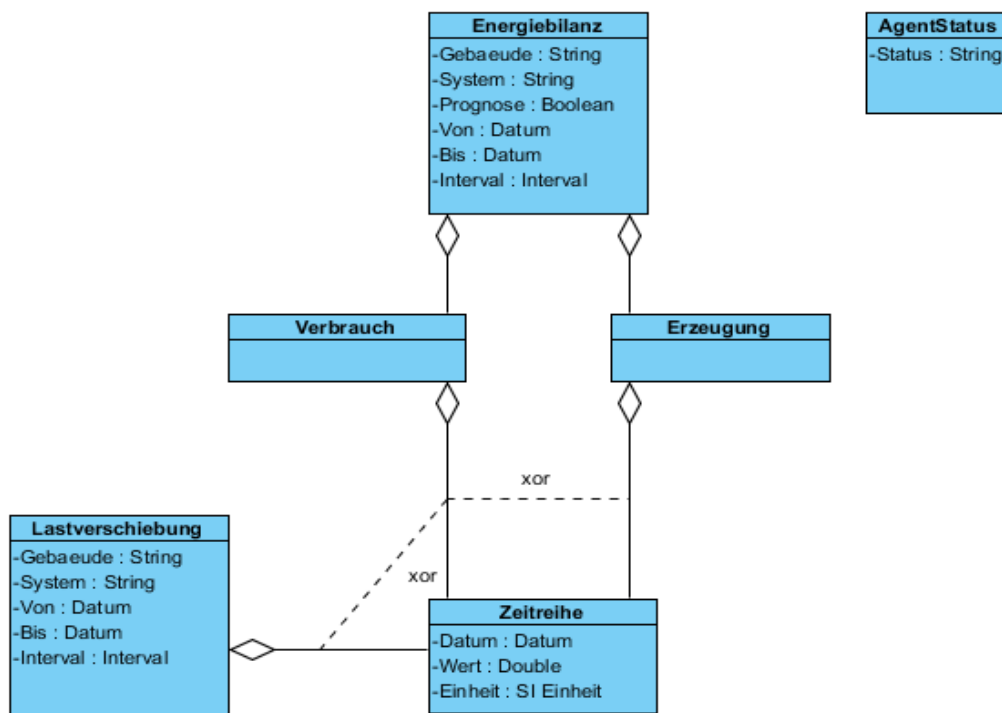 Energiebilanz
-Gebaeude : String
-System : String
-Prognose : Boolean
-Von : Datum
-Bis : Datum
-Interval : Interval
AgentStatus
-Status : String
Verbrauch
Erzeugung
xor
xor
Lastverschiebung
-Gebaeude : String
-System : String
-Von : Datum
-Bis : Datum
-Interval : Interval
Zeitreihe
-Datum : Datum
-Wert : Double
-Einheit : SI Einheit